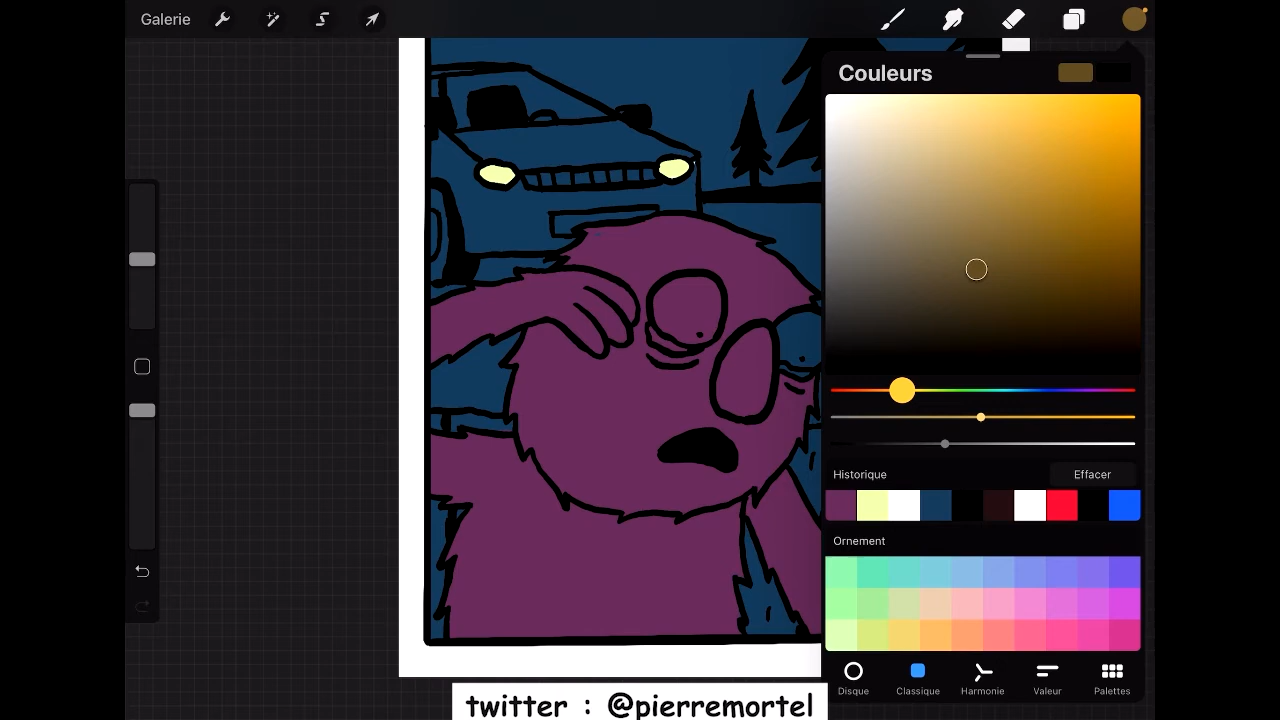 Galerie
Couleurs
Historique
Effacer
Ornement
Disque
Classique
Harmonie
Valeur
Palettes
twitter : @pierremortel